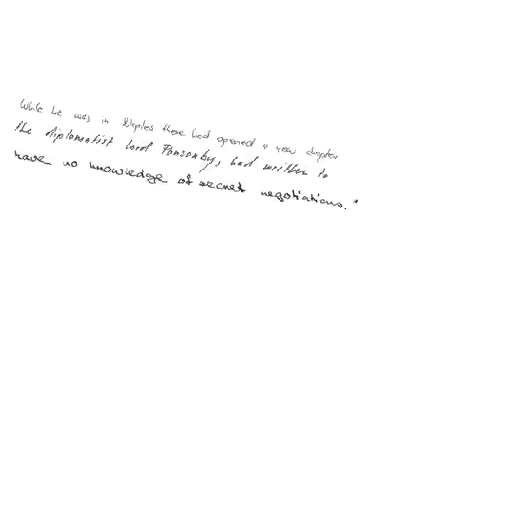 While he was in Naples there had opened a new chapter
the diplomatist Lord Ponsonby, had written to
have no knowledge of secret negotiations."